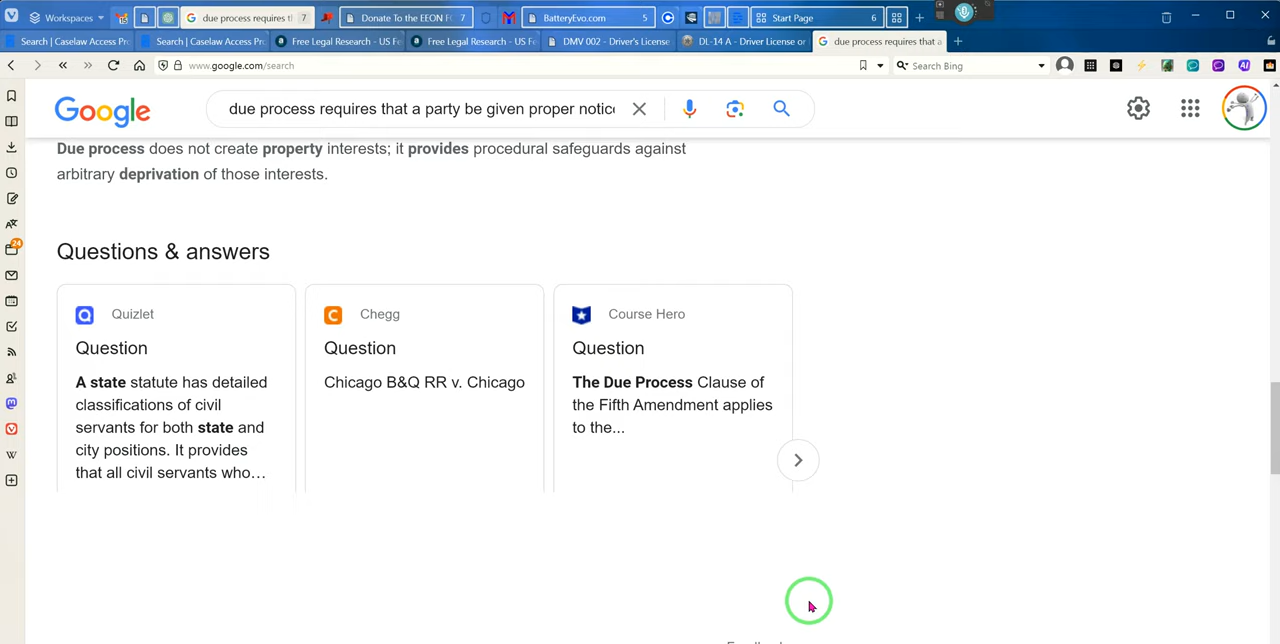 Workspaces
due process requires t
7
Donate To the EEON F
7
BatteryEvo.com
5
Start Page
6
Search | Caselaw Access Pr
Search | Caselaw Access Pr
Free Legal Research - US Fe
Free Legal Research - US Fe
DMV 002 - Driver's License
DL-14 A - Driver License or
due process requires that a
www.google.com/search
Search Bing
AI
Google
due process requires that a party be given proper notic
24
Due process does not create property interests; it provides procedural safeguards against
arbitrary deprivation of those interests.
Questions & answers
Quizlet
Question
A state statute has detailed
classifications of civil
servants for both state and
city positions. It provides
that all civil servants who...
Chegg
Question
Chicago B&Q RR v. Chicago
Course Hero
Question
The Due Process Clause of
the Fifth Amendment applies
to the...
W